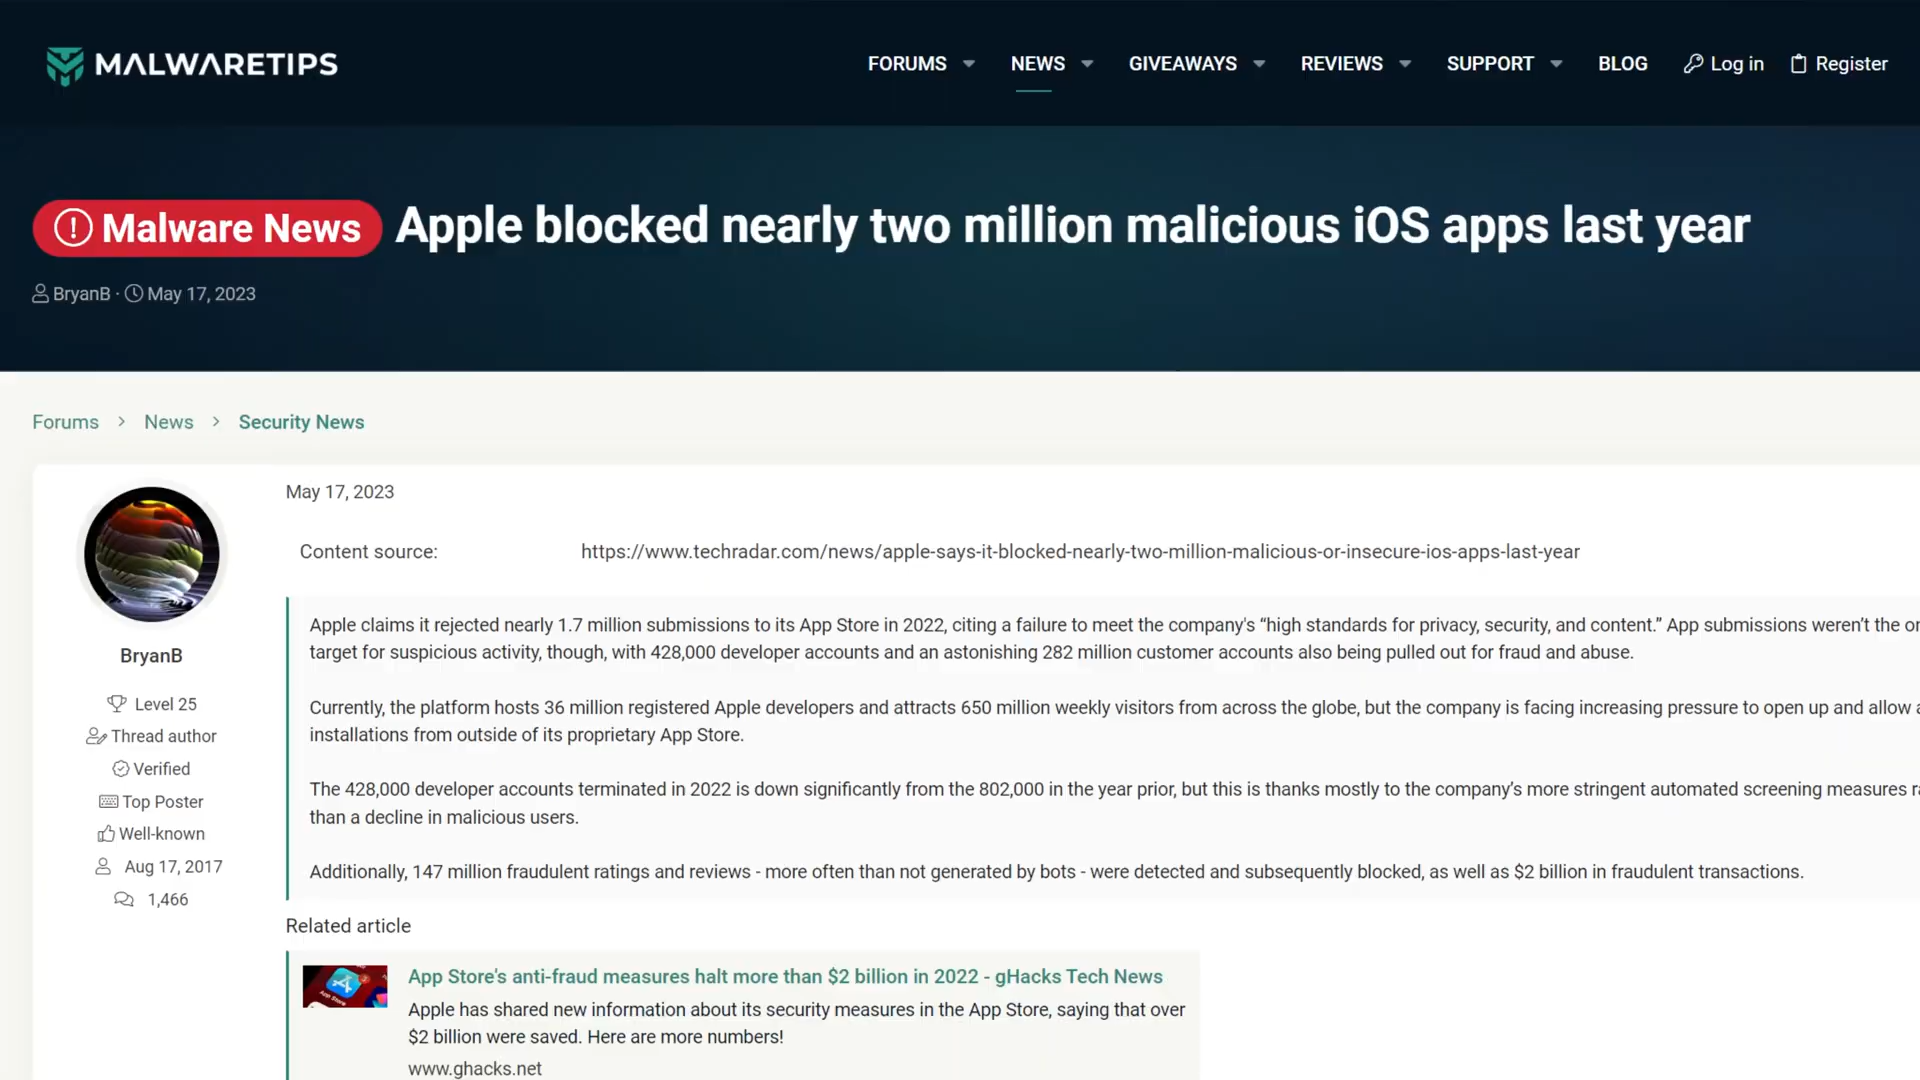 MALWARETIPS
FORUMS NEWS GIVEAWAYS REVIEWS SUPPORT BLOG Log in Register
Malware News Apple blocked nearly two million malicious iOS apps last year
BryanB · May 17, 2023
Forums > News > Security News
May 17, 2023
Content source: https://www.techradar.com/news/apple-says-it-blocked-nearly-two-million-malicious-or-insecure-ios-apps-last-year
Apple claims it rejected nearly 1.7 million submissions to its App Store in 2022, citing a failure to meet the company's “high standards for privacy, security, and content.” App submissions weren’t the
target for suspicious activity, though, with 428,000 developer accounts and an astonishing 282 million customer accounts also being pulled out for fraud and abuse.
Currently, the platform hosts 36 million registered Apple developers and attracts 650 million weekly visitors from across the globe, but the company is facing increasing pressure to open up and allow
installations from outside of its proprietary App Store.
The 428,000 developer accounts terminated in 2022 is down significantly from the 802,000 in the year prior, but this is thanks mostly to the company’s more stringent automated screening measures
than a decline in malicious users.
Additionally, 147 million fraudulent ratings and reviews - more often than not generated by bots - were detected and subsequently blocked, as well as $2 billion in fraudulent transactions.
BryanB
Level 25
Thread author
Verified
Top Poster
Well-known
Aug 17, 2017
1,466
Related article
App Store
App Store's anti-fraud measures halt more than $2 billion in 2022 - gHacks Tech News
Apple has shared new information about its security measures in the App Store, saying that over
$2 billion were saved. Here are more numbers!
www.ghacks.net